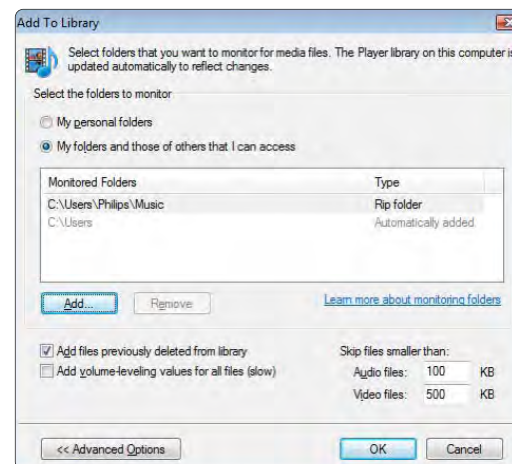 Add To Library
Select folders that you want to monitor for media files. The Player library on this computer is
updated automatically to reflect changes.
Select the folders to monitor
My personal folders
My folders and those of others that I can access
Monitored Folders Type
C:\Users\Philips\Music Rip folder
C:\Users Automatically added
Add... Remove Learn more about monitoring folders
Add files previously deleted from library Skip files smaller than:
Add volume-leveling values for all files (slow) Audio files: 100 KB
Video files: 500 KB
<< Advanced Options OK Cancel